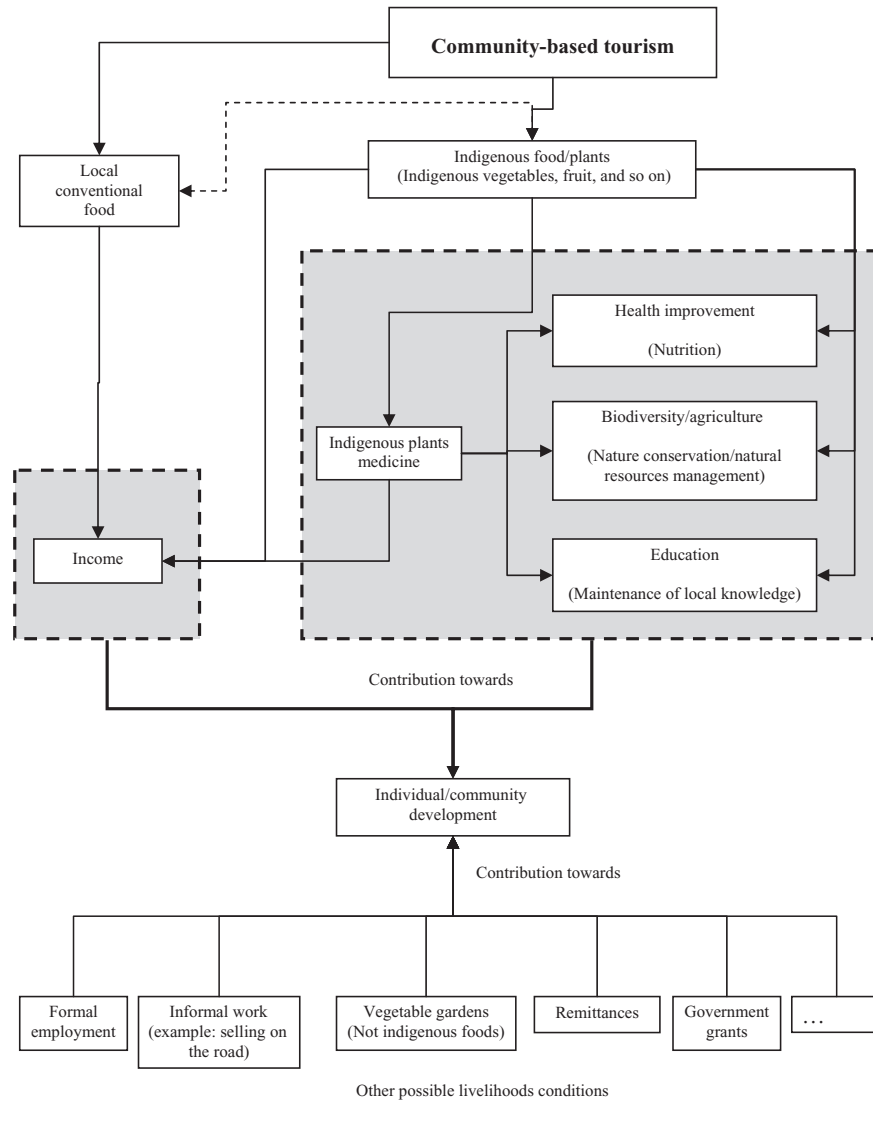 Community-based tourism
Indigenous food/plants
(Indigenous vegetables, fruit, and so on)
Local
conventional
food
Health improvement
(Nutrition)
Biodiversity/agriculture
(Nature conservation/natural
resources management)
Indigenous plants
medicine
Income
Education
(Maintenance of local knowledge)
Contribution towards
Individual/community
development
Contribution towards
Formal
employment
Informal work
(example: selling on
the road)
Vegetable gardens
(Not indigenous foods)
Remittances
Government
grants
…
Other possible livelihoods conditions